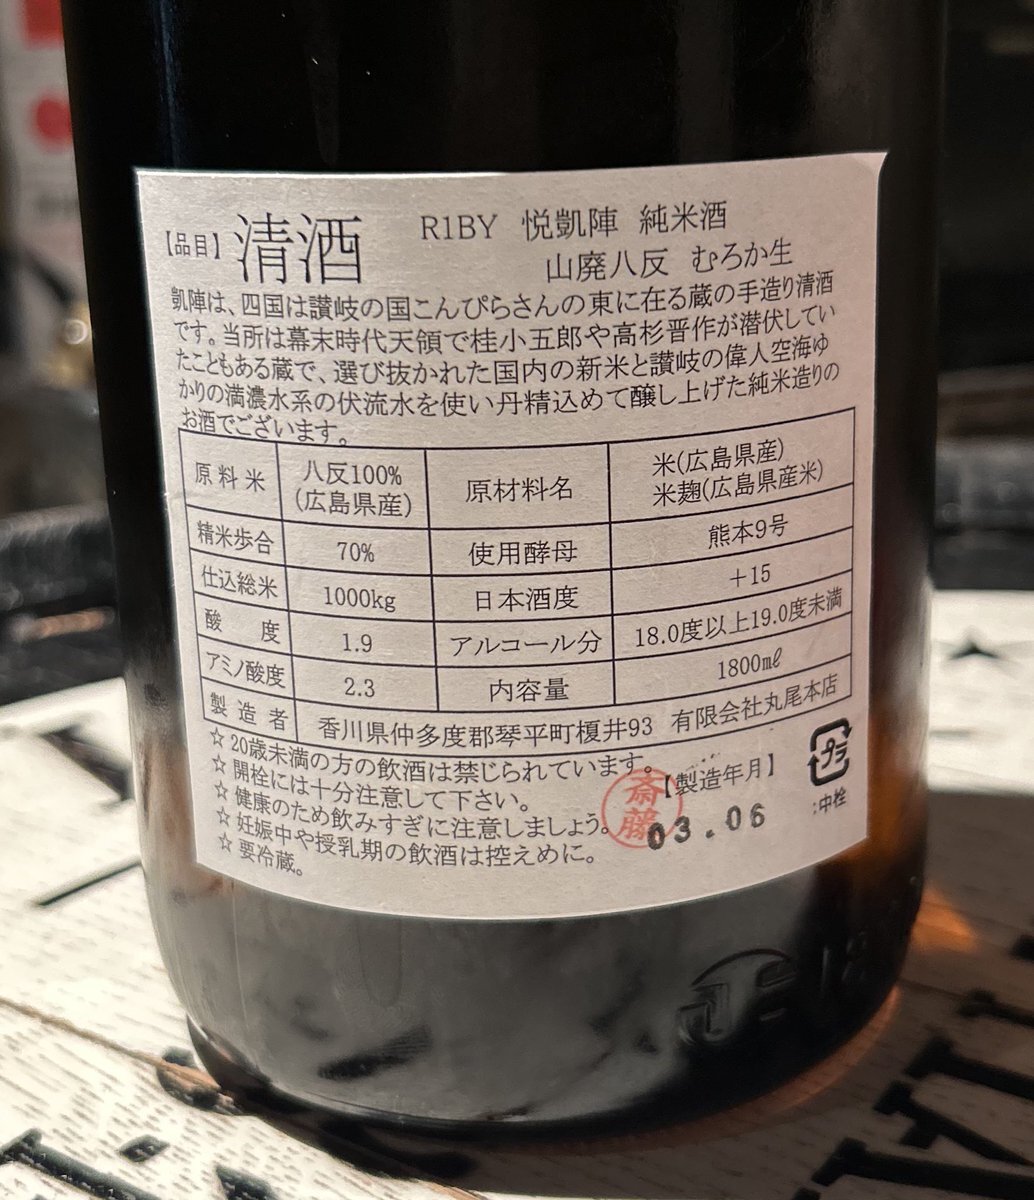 【品目】清酒 R1BY 悦凱陣 純米酒
山廃八反 むろか生
凱陣は、四国は讃岐の国こんぴらさんの東に在る蔵の手造り清酒
です。当所は幕末時代天領で桂小五郎や高杉晋作が潜伏してい
たこともある蔵で、選び抜かれた国内の新米と讃岐の偉人空海ゆ
かりの満濃水系の伏流水を使い丹精込めて醸し上げた純米造りの
お酒でございます。
原料米 八反100% (広島県産) 原材料名 米(広島県産) 米麹(広島県産米)
精米歩合 70% 使用酵母 熊本9号
仕込総米 1000kg 日本酒度 +15
酸度 1.9 アルコール分 18.0度以上19.0度未満
アミノ酸度 2.3 内容量 1800㎖
製造者 香川県仲多度郡琴平町榎井93 有限会社丸尾本店
☆20歳未満の方の飲酒は禁じられています。
☆開栓には十分注意して下さい。
☆健康のため飲みすぎに注意しましょう。
☆妊娠中や授乳期の飲酒は控えめに。
☆要冷蔵。
斎藤
【製造年月】
03.06
プラ
:中栓